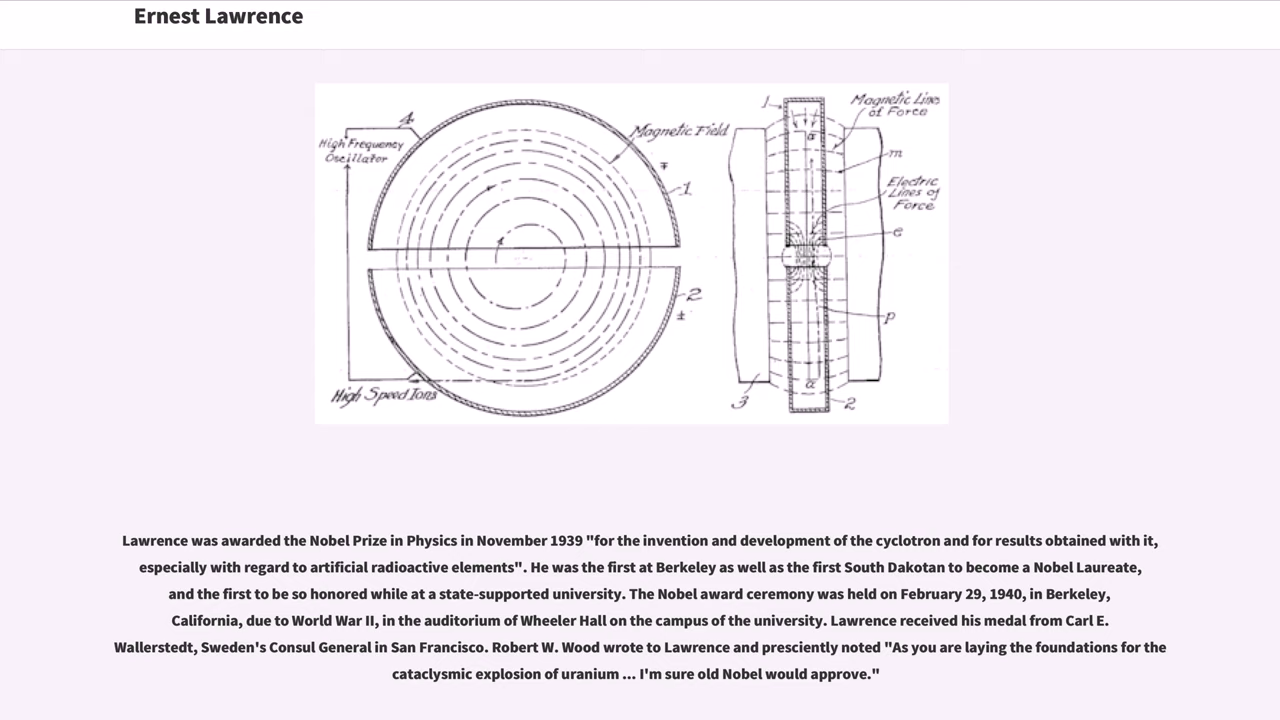 Ernest Lawrence
4
High Frequency
Oscillator
Magnetic Field
1
2
High Speed Ions
1
Magnetic Lines
of Force
a
m
Electric
Lines of
Force
e
p
3
a
2
Lawrence was awarded the Nobel Prize in Physics in November 1939 "for the invention and development of the cyclotron and for results obtained with it,
especially with regard to artificial radioactive elements". He was the first at Berkeley as well as the first South Dakotan to become a Nobel Laureate,
and the first to be so honored while at a state-supported university. The Nobel award ceremony was held on February 29, 1940, in Berkeley,
California, due to World War II, in the auditorium of Wheeler Hall on the campus of the university. Lawrence received his medal from Carl E.
Wallerstedt, Sweden's Consul General in San Francisco. Robert W. Wood wrote to Lawrence and presciently noted "As you are laying the foundations for the
cataclysmic explosion of uranium ... I'm sure old Nobel would approve."